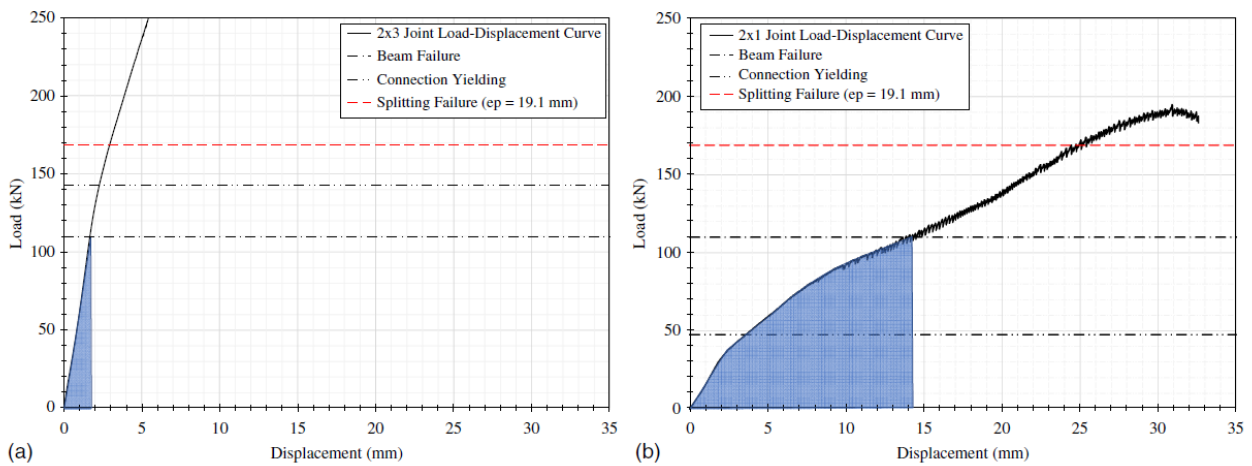 250
200
150
100
50
0
Load (kN)
0 5 10 15 20 25 30 35
Displacement (mm)
(a)
2x3 Joint Load-Displacement Curve
Beam Failure
Connection Yielding
Splitting Failure (ep = 19.1 mm)
250
200
150
100
50
0
Load (kN)
0 5 10 15 20 25 30 35
Displacement (mm)
(b)
2x1 Joint Load-Displacement Curve
Beam Failure
Connection Yielding
Splitting Failure (ep = 19.1 mm)